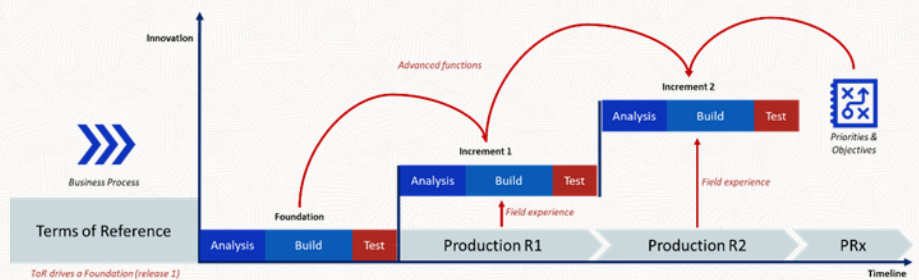 Innovation
Advanced functions
Increment 2
Analysis Build Test
Priorities &
Objectives
Increment 1
Business Process
Analysis Build Test
Field experience
Field experience
Foundation
Terms of Reference
Analysis Build Test
Production R1
Production R2
PRx
ToR drives a Foundation (release 1)
Timeline